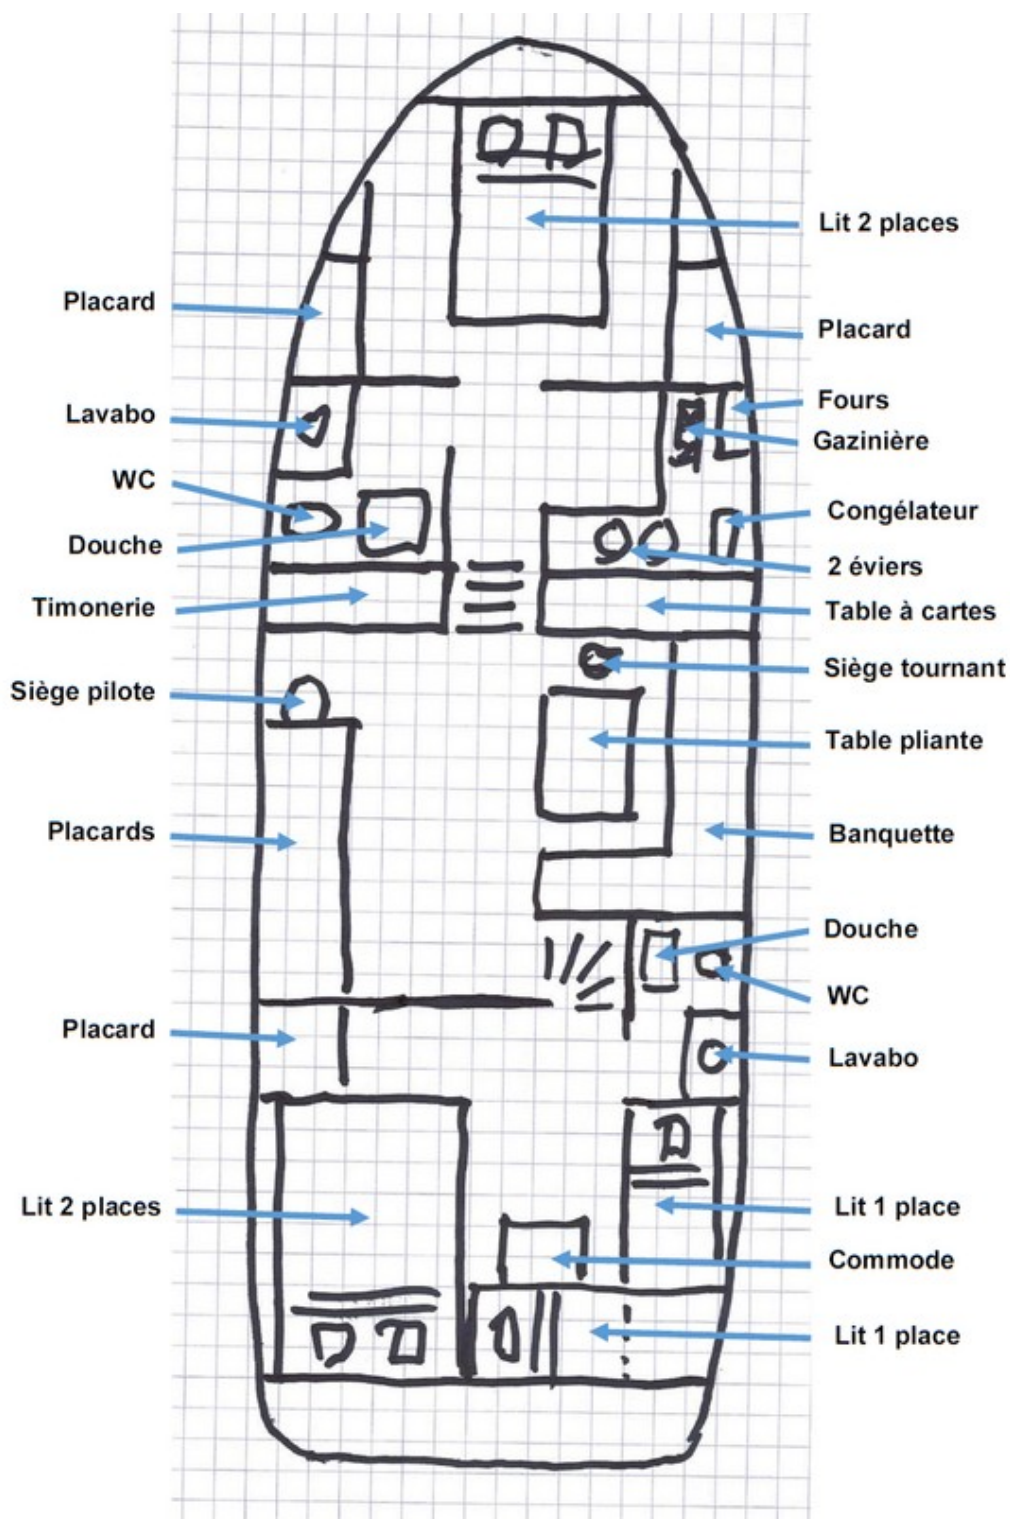 Lit 2 places
Placard
Placard
Fours
Lavabo
Gazinière
WC
Congélateur
Douche
2 éviers
Timonerie
Table à cartes
Siège tournant
Siège pilote
Table pliante
Placards
Banquette
Douche
WC
Placard
Lavabo
Lit 2 places
Lit 1 place
Commode
Lit 1 place